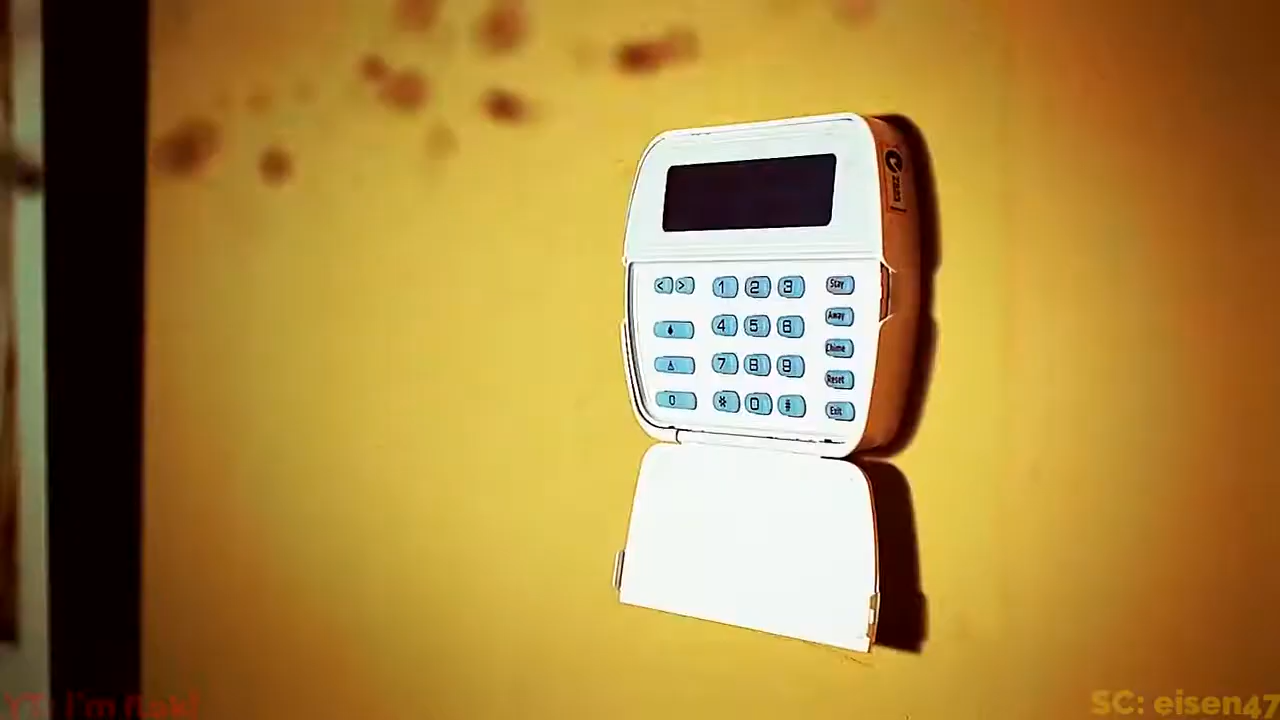 < > 1 2 3 Stay
4 5 6 Away
7 8 9 Chime
Reset
* 0 # Exit
YT: I'm flak!
SC: eisen47